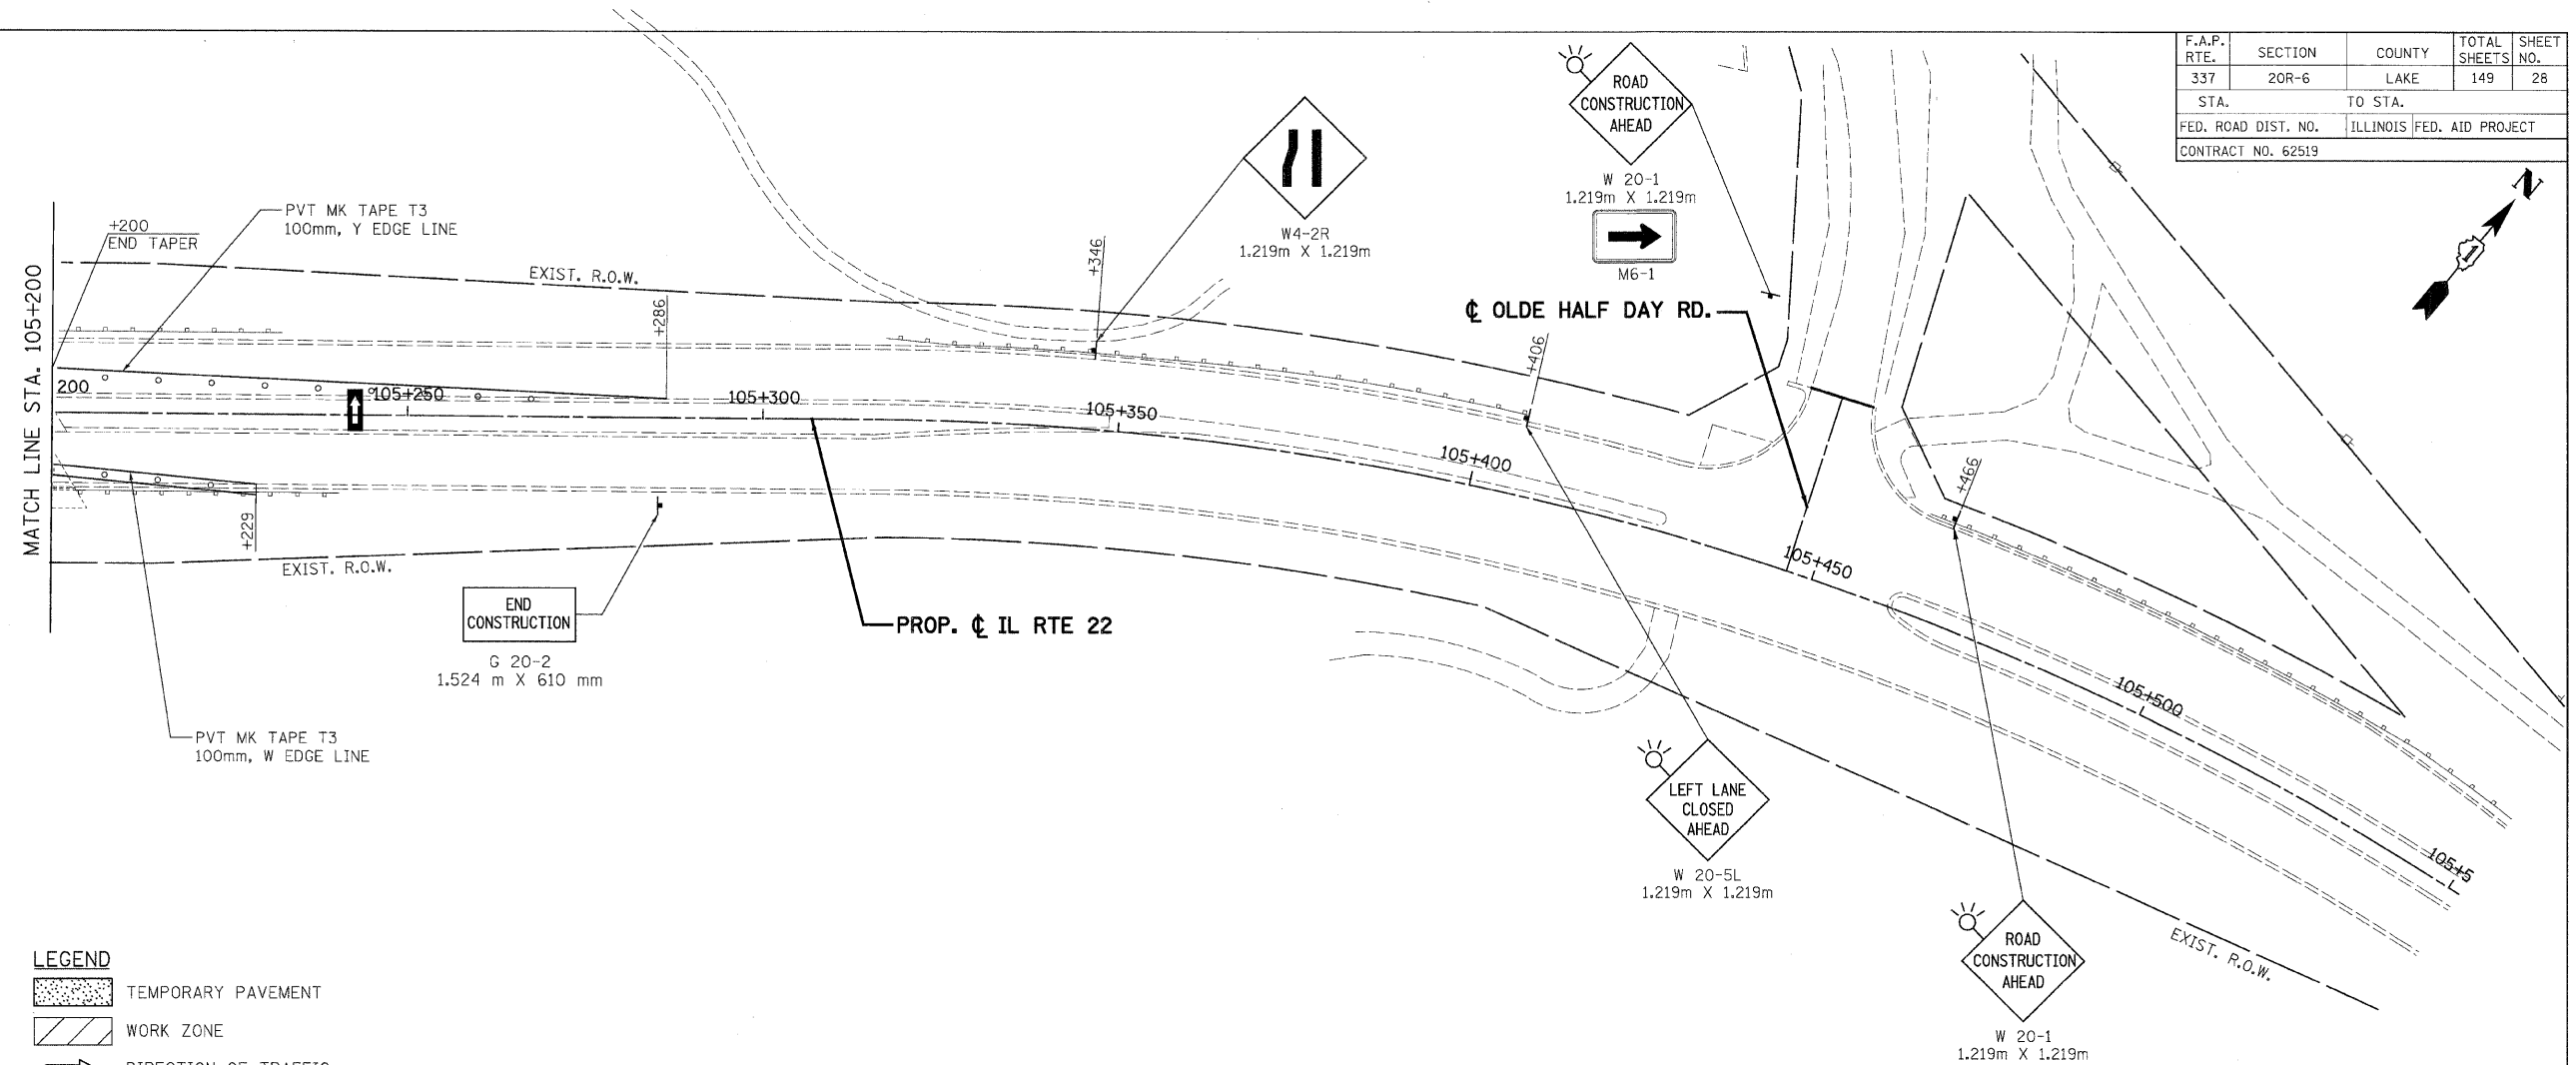 F.A.P. RTE. SECTION COUNTY TOTAL SHEETS SHEET NO.
337 20R-6 LAKE 149 28
STA. TO STA.
FED. ROAD DIST. NO. ILLINOIS FED. AID PROJECT
CONTRACT NO. 62519
N
1
ROAD
CONSTRUCTION
AHEAD
W 20-1
1.219m X 1.219m
M6-1
W4-2R
1.219m X 1.219m
PVT MK TAPE T3
100mm, Y EDGE LINE
+200
END TAPER
MATCH LINE STA. 105+200
EXIST. R.O.W.
+286
+346
+406
℄ OLDE HALF DAY RD.
200
105+250
105+300
105+350
105+400
105+450
105+500
105+5
+466
+229
EXIST. R.O.W.
END
CONSTRUCTION
G 20-2
1.524 m X 610 mm
PROP. ℄ IL RTE 22
PVT MK TAPE T3
100mm, W EDGE LINE
LEFT LANE
CLOSED
AHEAD
W 20-5L
1.219m X 1.219m
ROAD
CONSTRUCTION
AHEAD
W 20-1
1.219m X 1.219m
EXIST. R.O.W.
LEGEND
TEMPORARY PAVEMENT
WORK ZONE
DIRECTION OF TRAFFIC